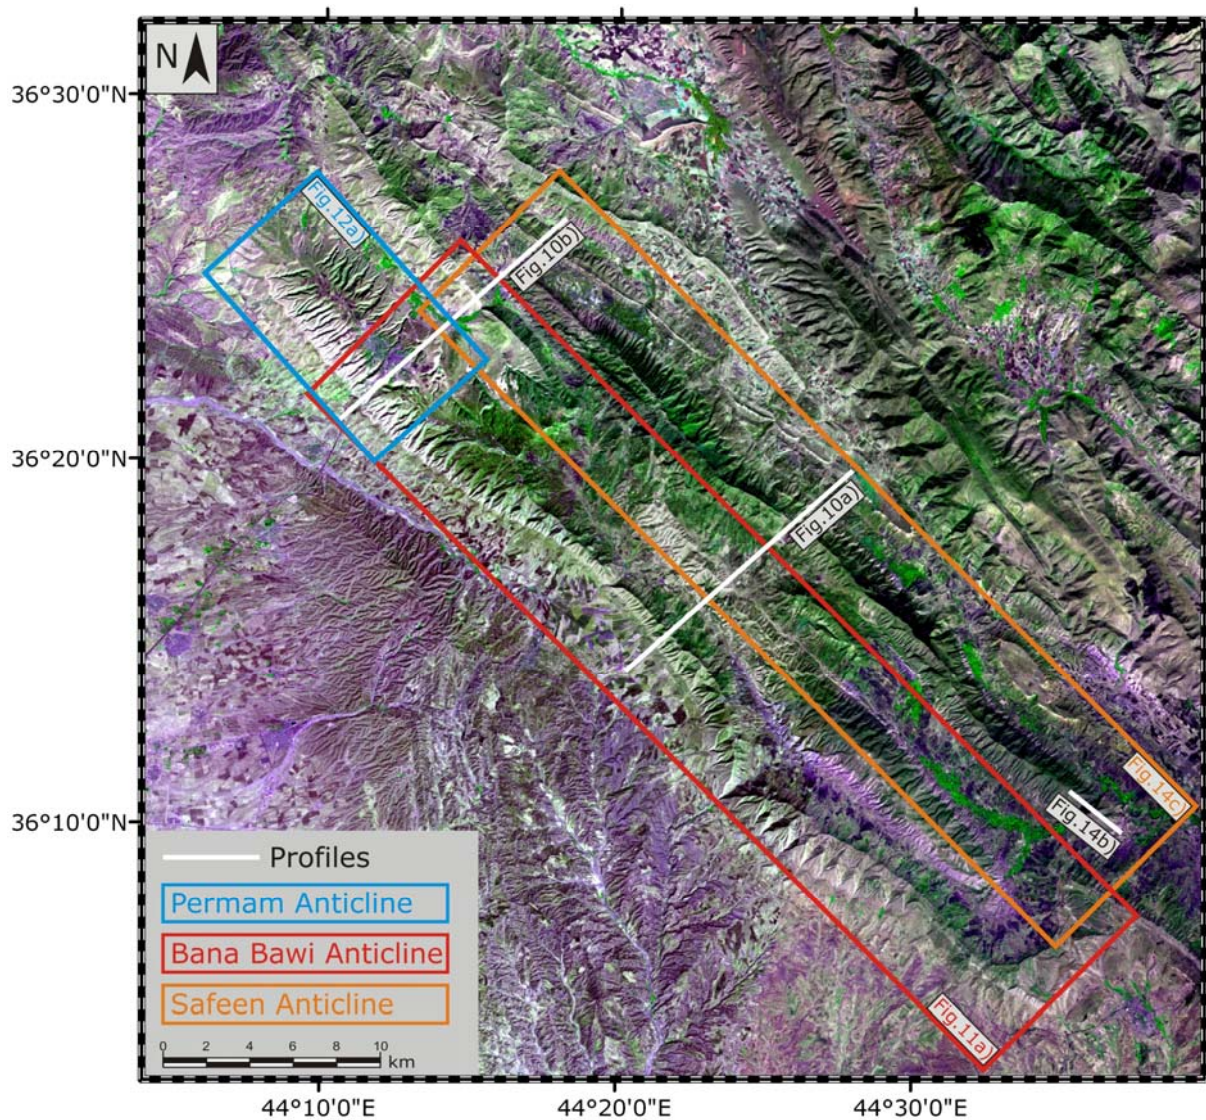 N
36°30'0"N
36°20'0"N
36°10'0"N
Fig.12a)
Fig.10b)
Fig.10a)
Fig.14c)
Fig.14b)
Fig.11a)
Profiles
Permam Anticline
Bana Bawi Anticline
Safeen Anticline
0 2 4 6 8 10
km
44°10'0"E
44°20'0"E
44°30'0"E